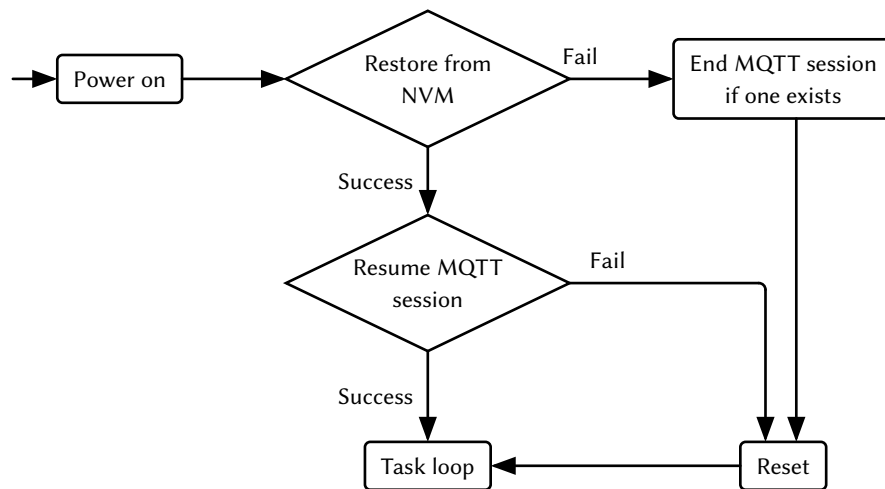 Power on
Restore from
NVM
Fail
End MQTT session
if one exists
Success
Resume MQTT
session
Fail
Success
Task loop
Reset